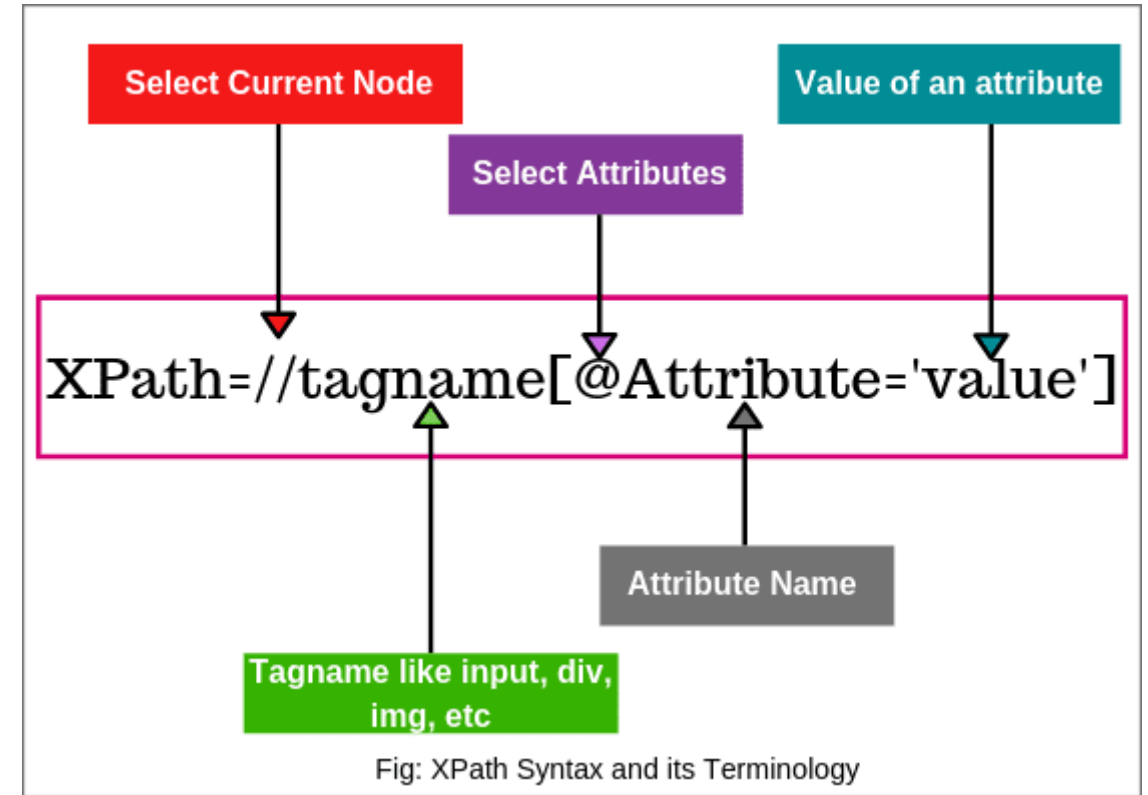 Select Current Node
Value of an attribute
Select Attributes
XPath=//tagname[@Attribute='value']
Attribute Name
Tagname like input, div,
img, etc
Fig: XPath Syntax and its Terminology